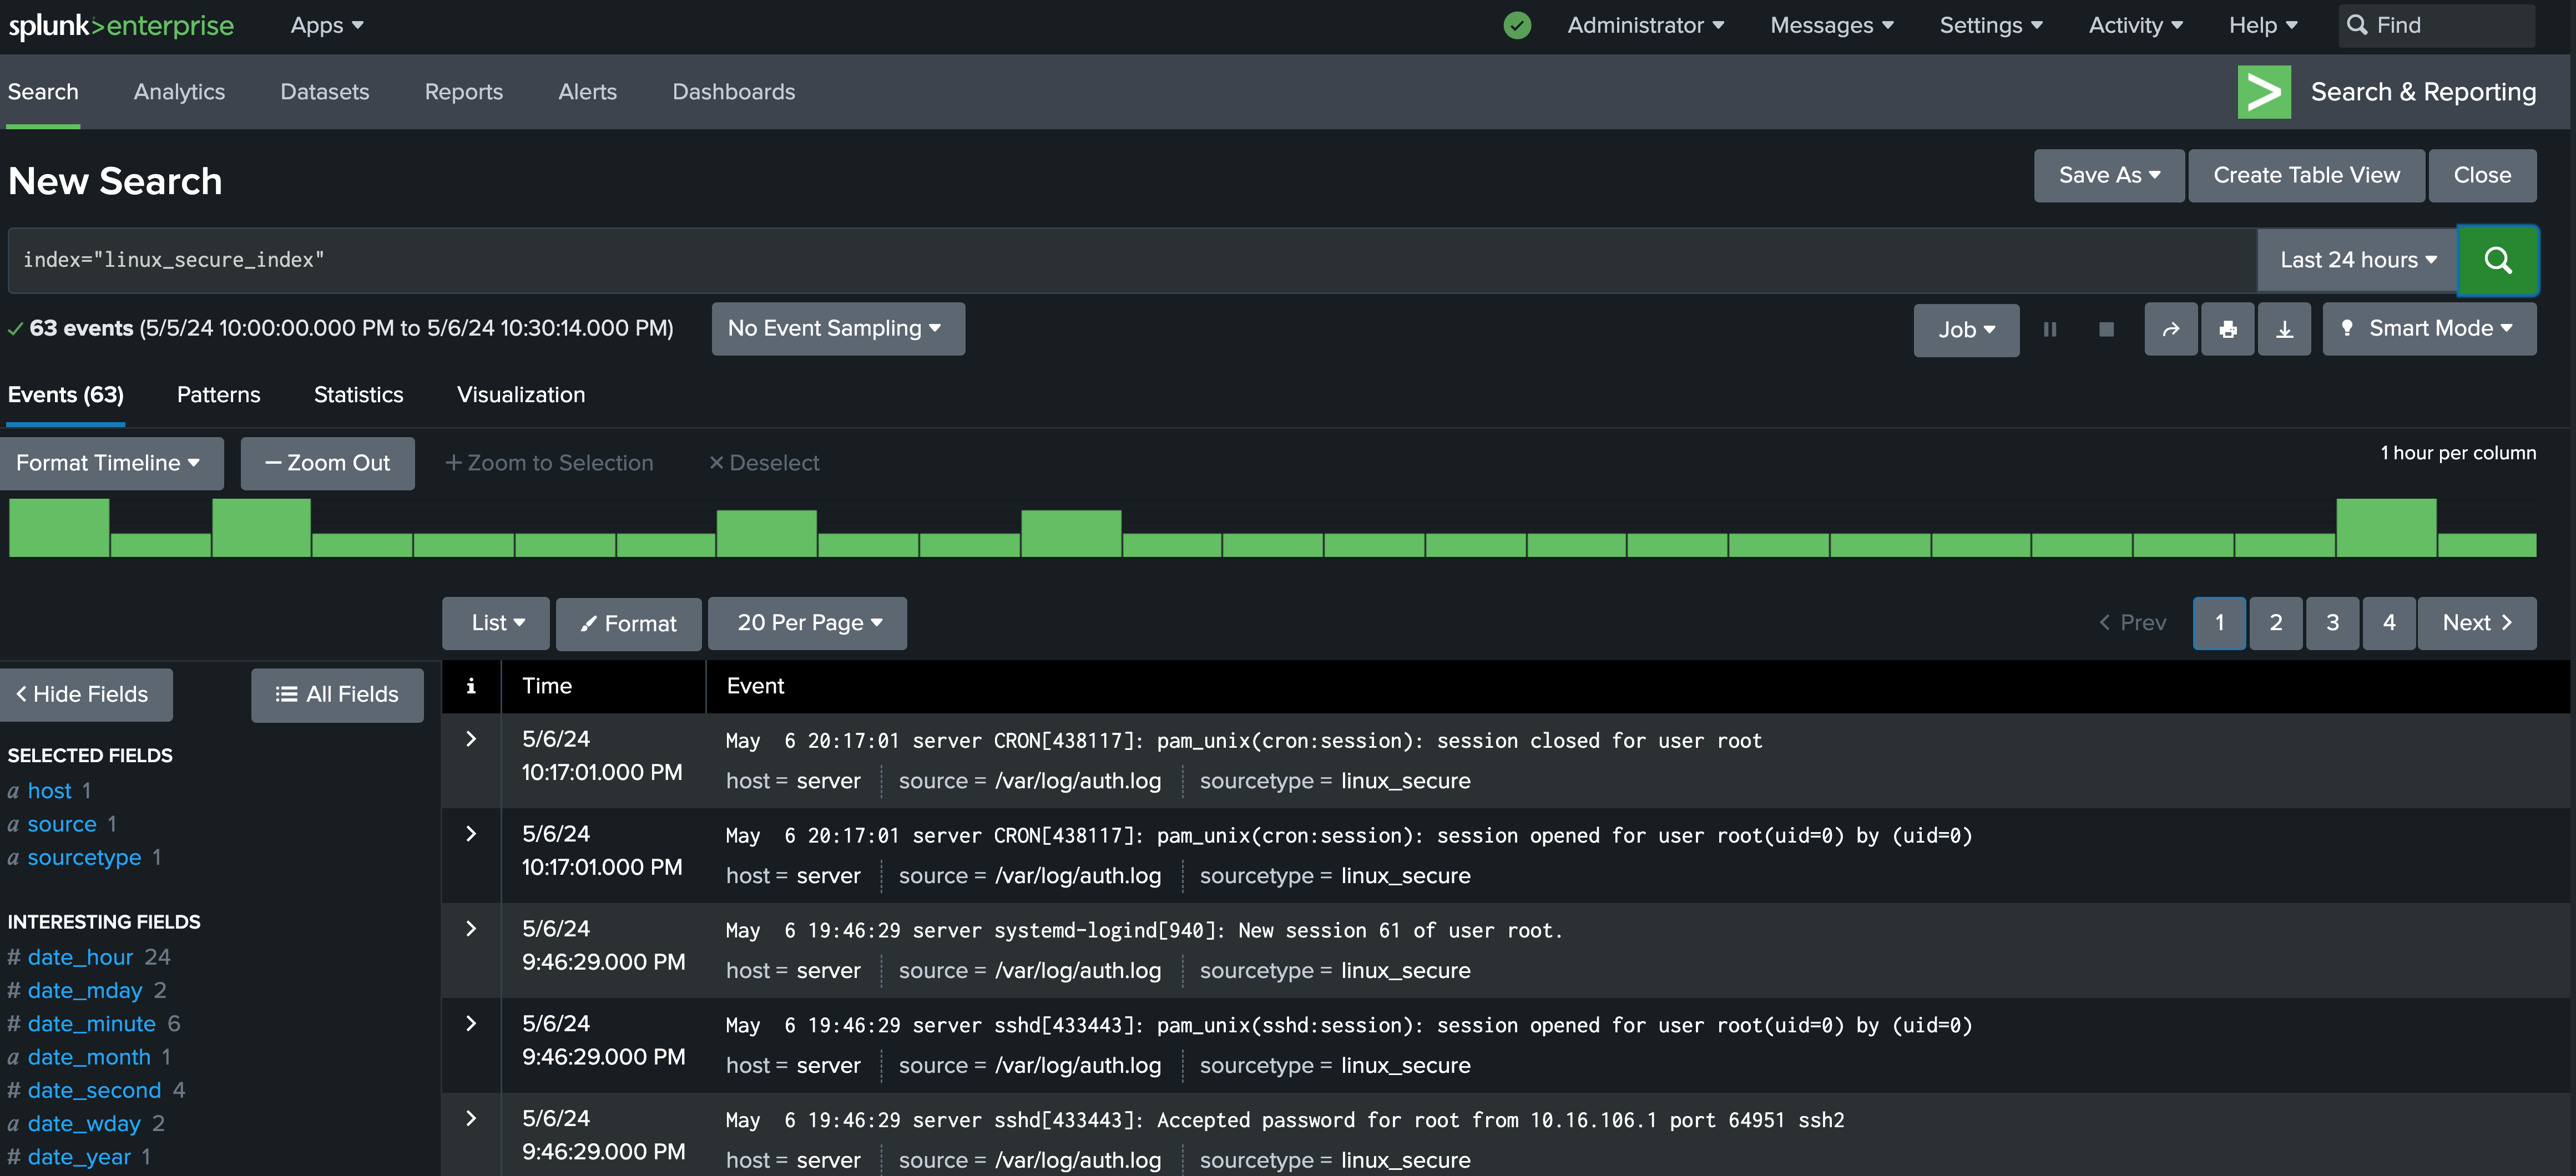 splunk>enterprise Apps Administrator Messages Settings Activity Help Find
Search Analytics Datasets Reports Alerts Dashboards Search & Reporting
New Search Save As Create Table View Close
index="linux_secure_index" Last 24 hours
63 events (5/5/24 10:00:00.000 PM to 5/6/24 10:30:14.000 PM) No Event Sampling Job Smart Mode
Events (63) Patterns Statistics Visualization
Format Timeline — Zoom Out + Zoom to Selection × Deselect 1 hour per column
List Format 20 Per Page < Prev 1 2 3 4 Next >
< Hide Fields All Fields
SELECTED FIELDS
a host 1
a source 1
a sourcetype 1
INTERESTING FIELDS
# date_hour 24
# date_mday 2
# date_minute 6
a date_month 1
# date_second 4
a date_wday 2
# date_year 1
i Time Event
> 5/6/24 May  6 20:17:01 server CRON[438117]: pam_unix(cron:session): session closed for user root
10:17:01.000 PM host = server source = /var/log/auth.log sourcetype = linux_secure
> 5/6/24 May  6 20:17:01 server CRON[438117]: pam_unix(cron:session): session opened for user root(uid=0) by (uid=0)
10:17:01.000 PM host = server source = /var/log/auth.log sourcetype = linux_secure
> 5/6/24 May  6 19:46:29 server systemd-logind[940]: New session 61 of user root.
9:46:29.000 PM host = server source = /var/log/auth.log sourcetype = linux_secure
> 5/6/24 May  6 19:46:29 server sshd[433443]: pam_unix(sshd:session): session opened for user root(uid=0) by (uid=0)
9:46:29.000 PM host = server source = /var/log/auth.log sourcetype = linux_secure
> 5/6/24 May  6 19:46:29 server sshd[433443]: Accepted password for root from 10.16.106.1 port 64951 ssh2
9:46:29.000 PM host = server source = /var/log/auth.log sourcetype = linux_secure